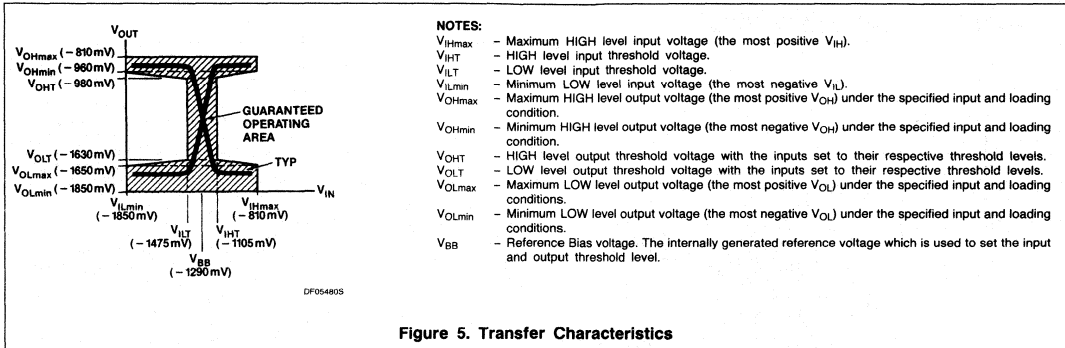 VOUT
VOHmax (−810mV)
VOHmin (−960mV)
VOHT (−980mV)
GUARANTEED
OPERATING
AREA
VOLT (−1630mV)
VOLmax (−1650mV)
VOLmin (−1850mV)
TYP
VIN
VILmin
(−1850mV)
VIHmax
(−810mV)
VILT
(−1475mV)
VIHT
(−1105mV)
VBB
(−1290mV)
DF05480S
NOTES:
VIHmax – Maximum HIGH level input voltage (the most positive VIH).
VIHT – HIGH level input threshold voltage.
VILT – LOW level input threshold voltage.
VILmin – Minimum LOW level input voltage (the most negative VIL).
VOHmax – Maximum HIGH level output voltage (the most positive VOH) under the specified input and loading
condition.
VOHmin – Minimum HIGH level output voltage (the most negative VOH) under the specified input and loading
condition.
VOHT – HIGH level output threshold voltage with the inputs set to their respective threshold levels.
VOLT – LOW level output threshold voltage with the inputs set to their respective threshold levels.
VOLmax – Maximum LOW level output voltage (the most positive VOL) under the specified input and loading
conditions.
VOLmin – Minimum LOW level output voltage (the most negative VOL) under the specified input and loading
conditions.
VBB – Reference Bias voltage. The internally generated reference voltage which is used to set the input
and output threshold level.
Figure 5. Transfer Characteristics